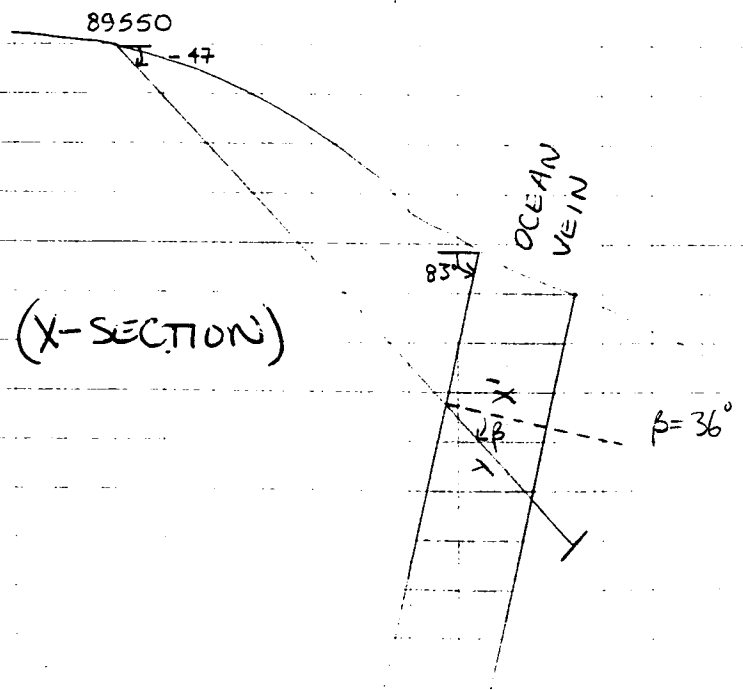 89550
-47
OCEAN
VEIN
83°
(X-SECTION)
X'
β
β=36°
Y